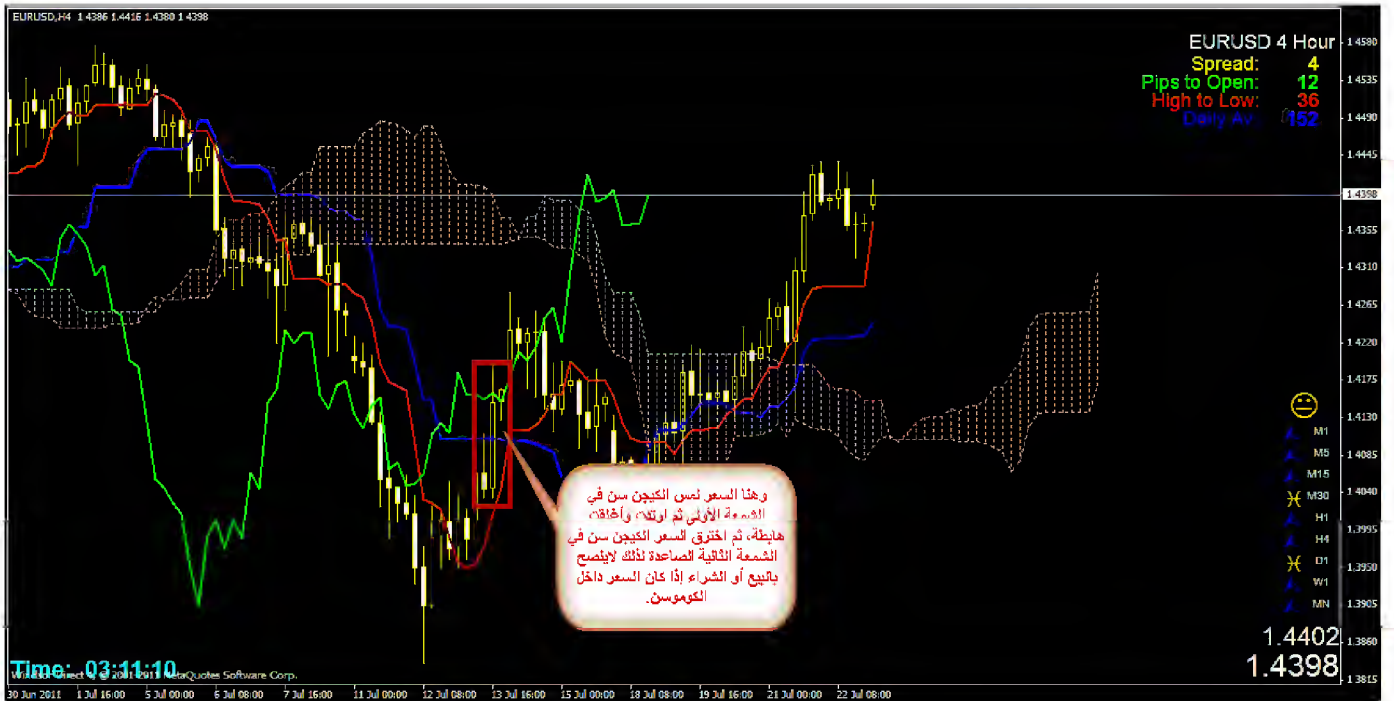 EURUSD,H4 1.4386 1.4416 1.4380 1.4398
EURUSD 4 Hour
Spread: 4
Pips to Open: 12
High to Low: 36
Daily Av: 152
1.4580
1.4535
1.4490
1.4445
1.4398
1.4355
1.4310
1.4265
1.4220
1.4175
1.4130
1.4085
1.4040
1.3995
1.3950
1.3905
1.3860
1.3815
M1
M5
M15
M30
H1
H4
D1
W1
MN
وهنا السعر لمس الكيجن سن في
الشمعة الأولى ثم ارتدت وأغلقت
هابطة، ثم اخترق السعر الكيجن سن في
الشمعة الثانية الصاعدة لذلك لاينصح
بالبيع أو الشراء إذا كان السعر داخل
الكوموسن.
1.4402
1.4398
Time: 03:11:10
MetaQuotes Software Corp.
30 Jun 2011 1 Jul 16:00 5 Jul 00:00 6 Jul 08:00 7 Jul 16:00 11 Jul 00:00 12 Jul 08:00 13 Jul 16:00 15 Jul 00:00 18 Jul 08:00 19 Jul 16:00 21 Jul 00:00 22 Jul 08:00